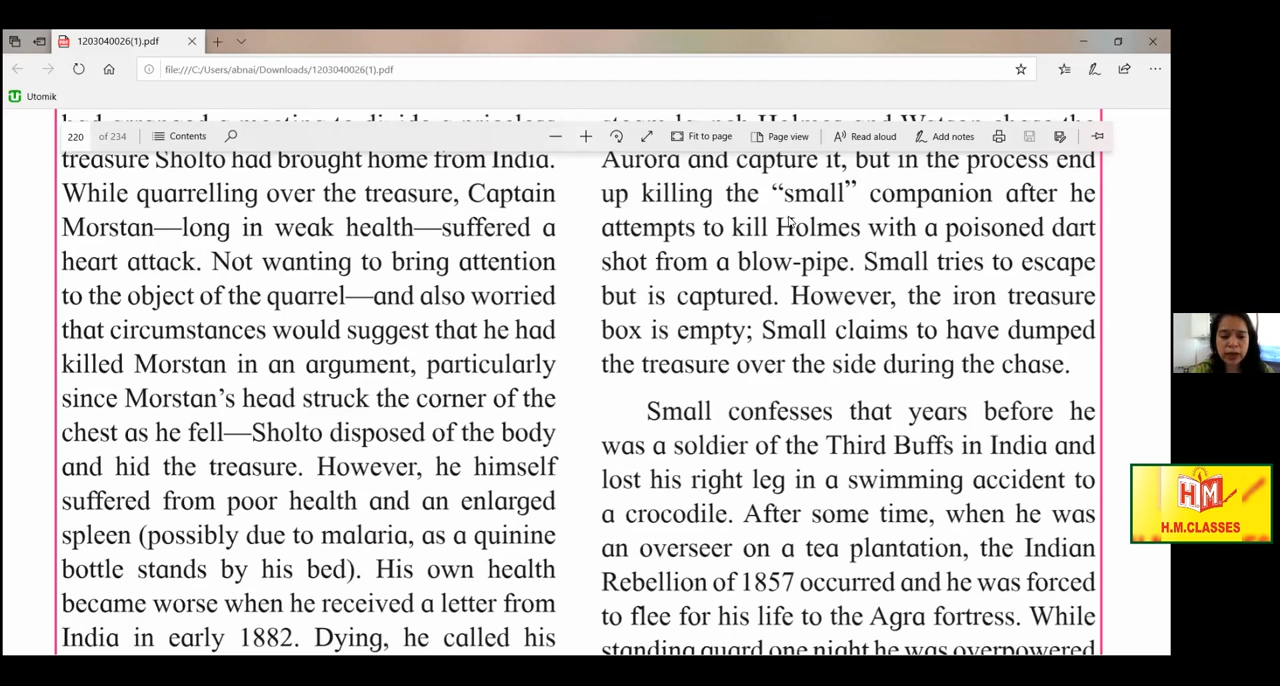 1203040026(1).pdf
file:///C:/Users/abnai/Downloads/1203040026(1).pdf
Utomik
220 of 234 Contents Fit to page Page view Read aloud Add notes
treasure Sholto had brought home from India.
While quarrelling over the treasure, Captain
Morstan—long in weak health—suffered a
heart attack. Not wanting to bring attention
to the object of the quarrel—and also worried
that circumstances would suggest that he had
killed Morstan in an argument, particularly
since Morstan's head struck the corner of the
chest as he fell—Sholto disposed of the body
and hid the treasure. However, he himself
suffered from poor health and an enlarged
spleen (possibly due to malaria, as a quinine
bottle stands by his bed). His own health
became worse when he received a letter from
India in early 1882. Dying, he called his
Aurora and capture it, but in the process end
up killing the “small” companion after he
attempts to kill Holmes with a poisoned dart
shot from a blow-pipe. Small tries to escape
but is captured. However, the iron treasure
box is empty; Small claims to have dumped
the treasure over the side during the chase.
Small confesses that years before he
was a soldier of the Third Buffs in India and
lost his right leg in a swimming accident to
a crocodile. After some time, when he was
an overseer on a tea plantation, the Indian
Rebellion of 1857 occurred and he was forced
to flee for his life to the Agra fortress. While
standing guard one night he was overpowered
H M
H.M.CLASSES